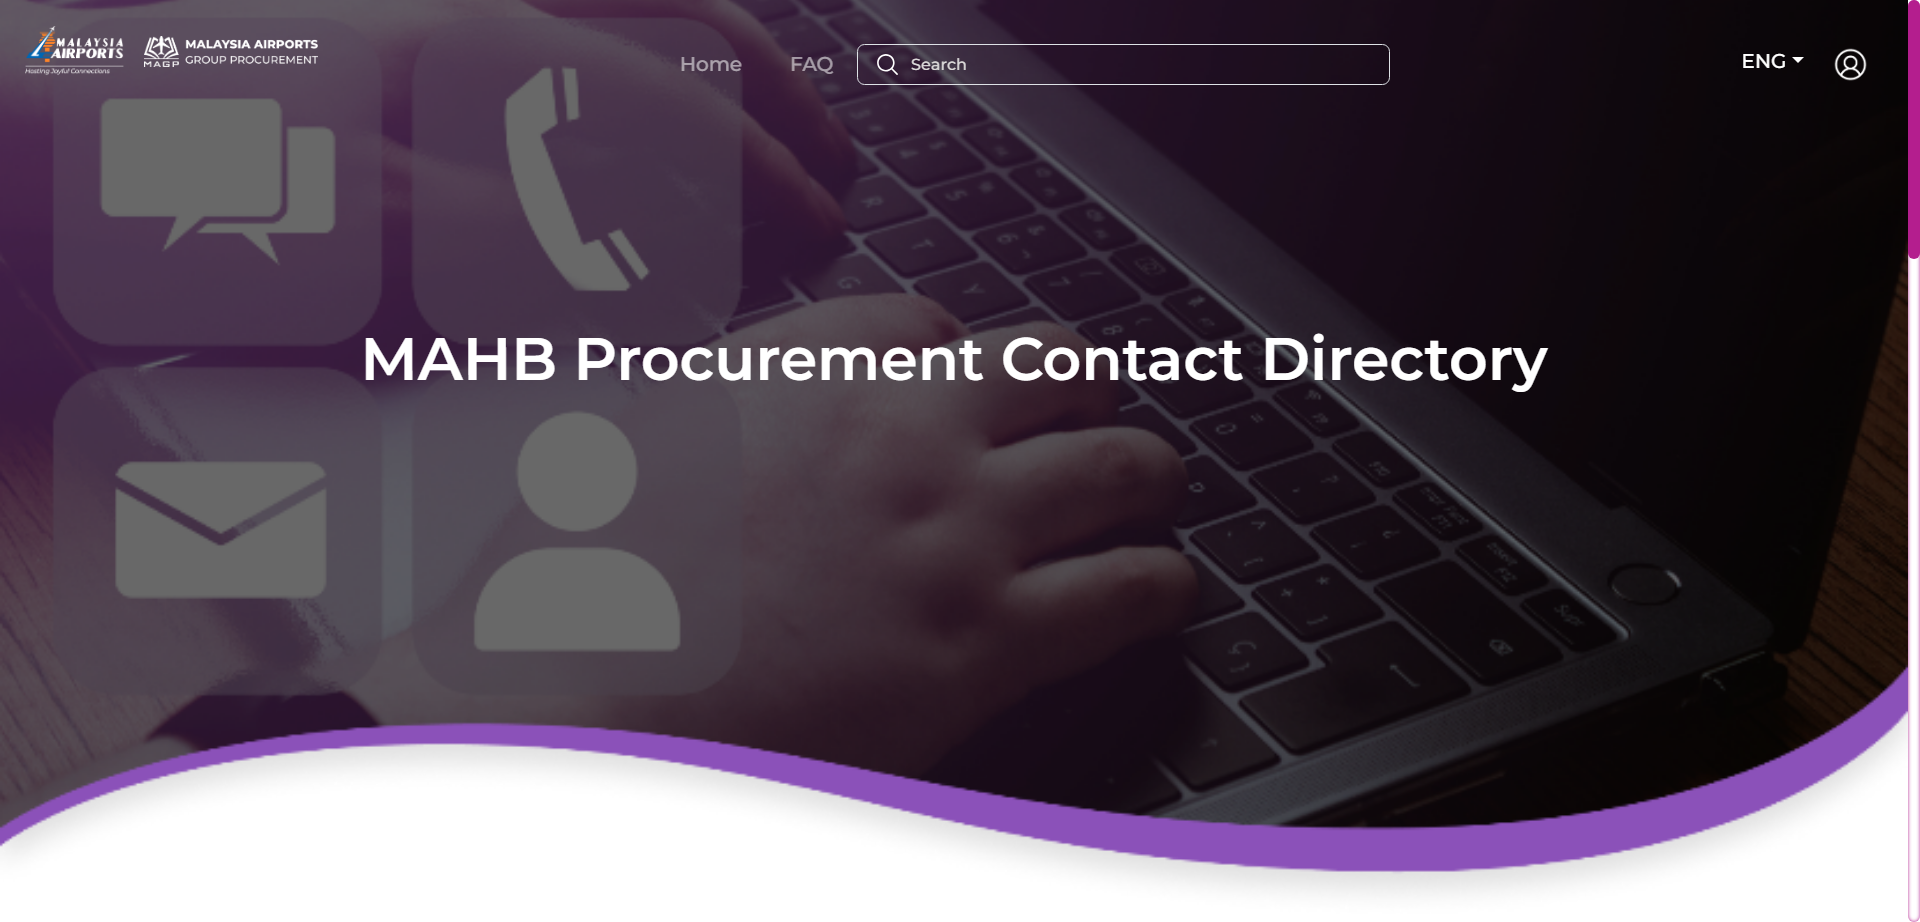 MALAYSIA
AIRPORTS
Hosting Joyful Connections
MAGP
MALAYSIA AIRPORTS
GROUP PROCUREMENT
Home
FAQ
Search
ENG
MAHB Procurement Contact Directory